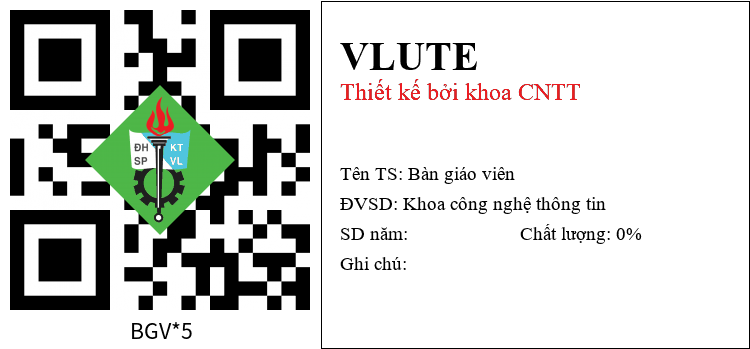 ĐH KT
SP VL
BGV*5
VLUTE
Thiết kế bởi khoa CNTT
Tên TS: Bàn giáo viên
ĐVSD: Khoa công nghệ thông tin
SD năm: Chất lượng: 0%
Ghi chú: